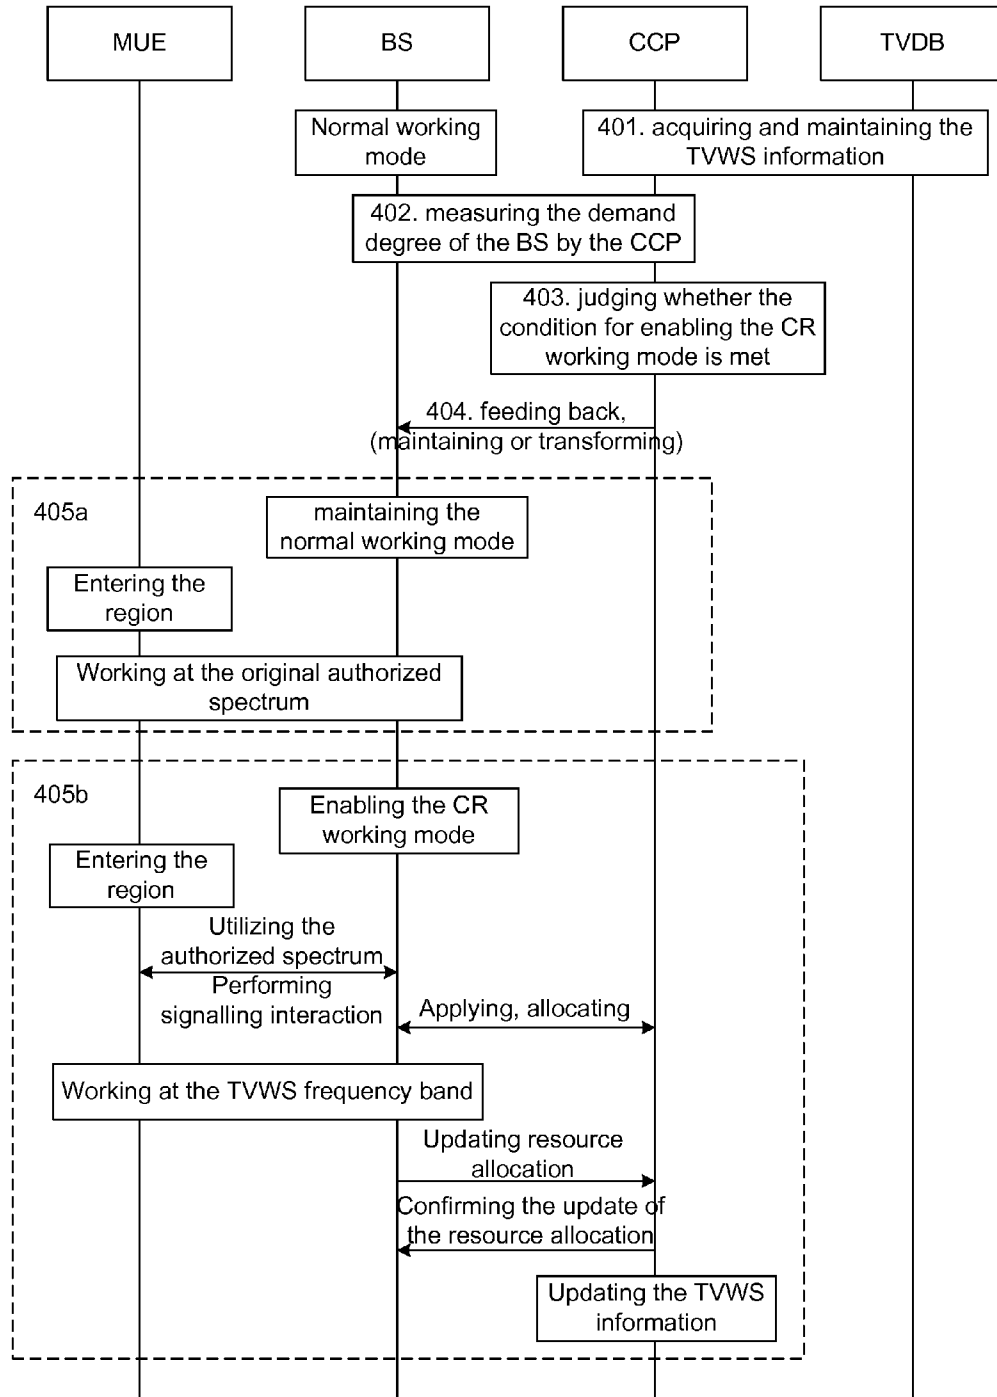 MUE
BS
CCP
TVDB
Normal working
mode
401. acquiring and maintaining the
TVWS information
402. measuring the demand
degree of the BS by the CCP
403. judging whether the
condition for enabling the CR
working mode is met
404. feeding back,
(maintaining or transforming)
405a
maintaining the
normal working mode
Entering the
region
Working at the original authorized
spectrum
405b
Enabling the CR
working mode
Entering the
region
Utilizing the
authorized spectrum
Performing
signalling interaction
Applying, allocating
Working at the TVWS frequency band
Updating resource
allocation
Confirming the update of
the resource allocation
Updating the TVWS
information